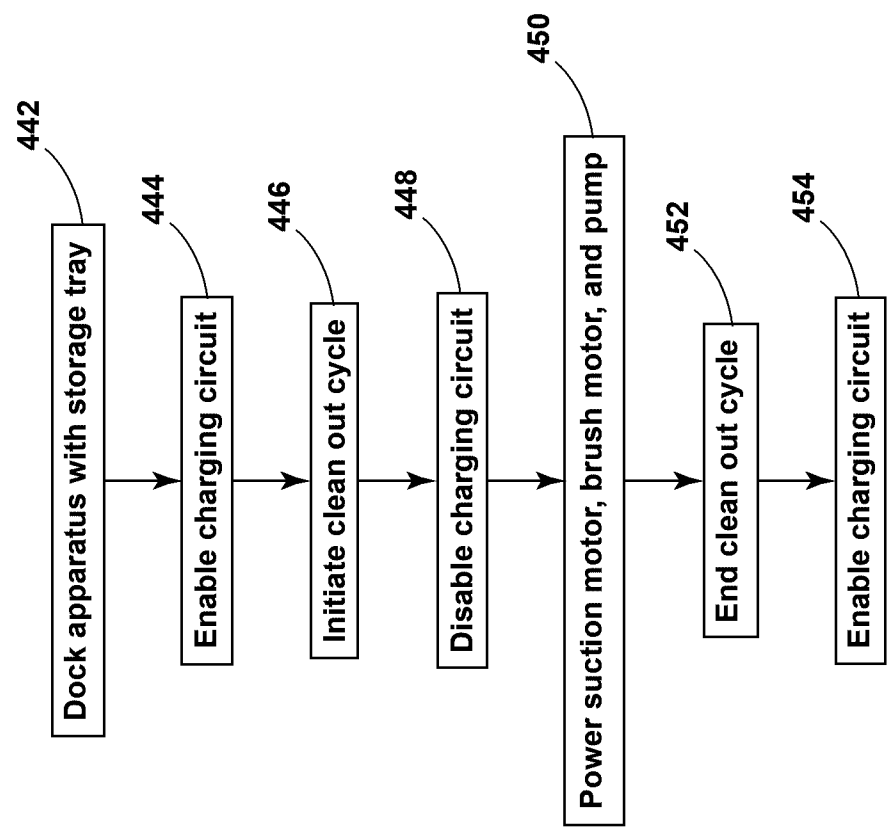 442
Dock apparatus with storage tray
444
Enable charging circuit
446
Initiate clean out cycle
448
Disable charging circuit
450
Power suction motor, brush motor, and pump
452
End clean out cycle
454
Enable charging circuit